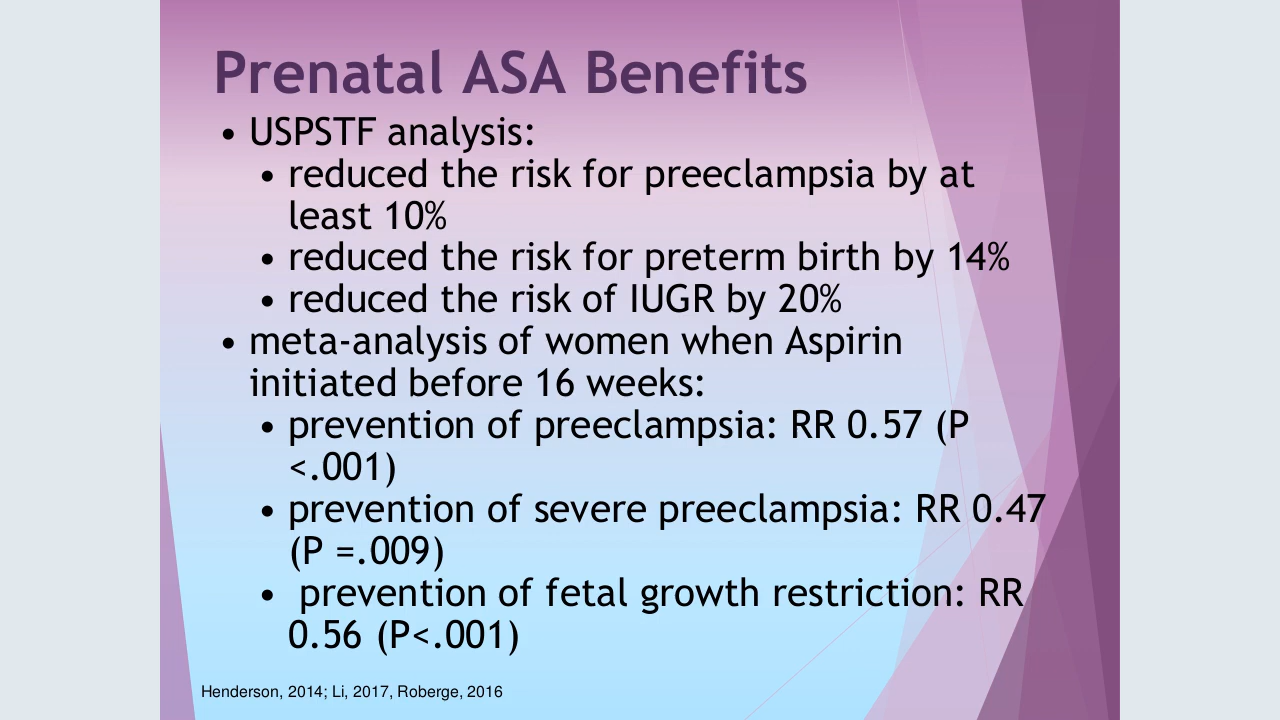 Prenatal ASA Benefits
• USPSTF analysis:
• reduced the risk for preeclampsia by at
least 10%
• reduced the risk for preterm birth by 14%
• reduced the risk of IUGR by 20%
• meta-analysis of women when Aspirin
initiated before 16 weeks:
• prevention of preeclampsia: RR 0.57 (P
<.001)
• prevention of severe preeclampsia: RR 0.47
(P =.009)
• prevention of fetal growth restriction: RR
0.56 (P<.001)
Henderson, 2014; Li, 2017, Roberge, 2016